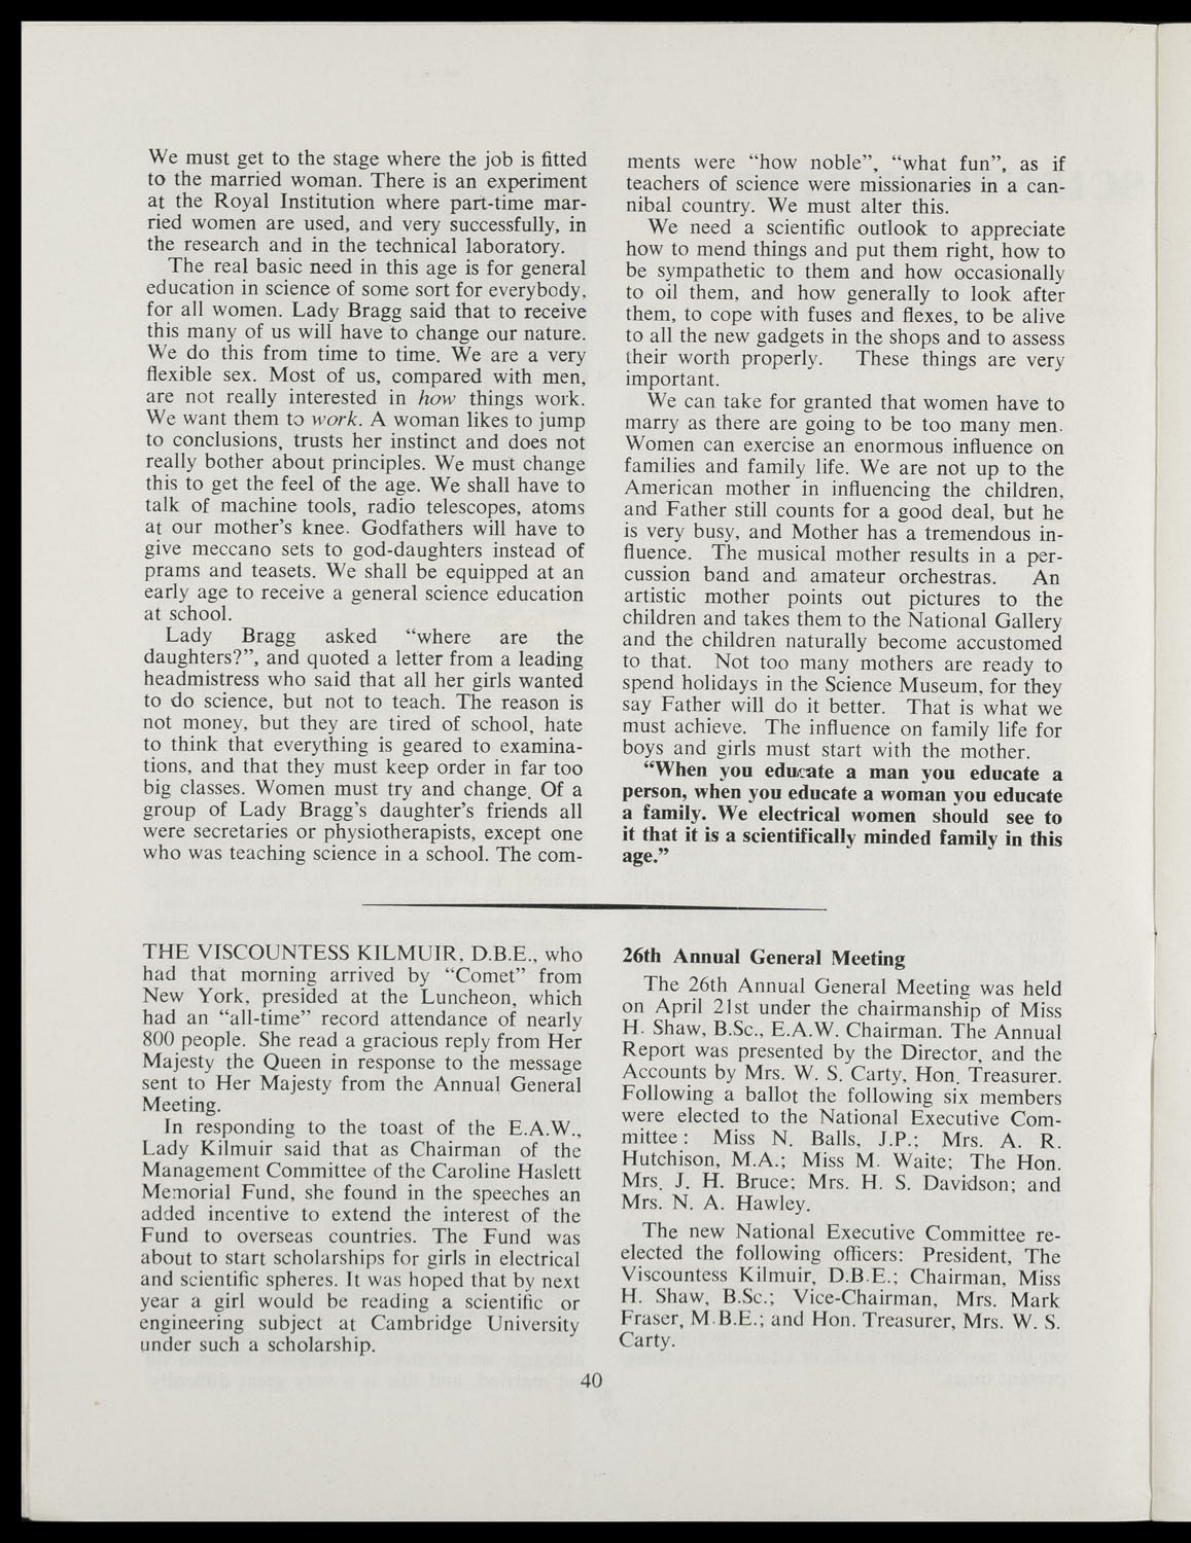 We must get to the stage where the job is fitted
to the married woman. There is an experiment
at the Royal Institution where part-time mar-
ried women are used, and very successfully, in
the research and in the technical laboratory.
The real basic need in this age is for general
education in science of some sort for everybody,
for all women. Lady Bragg said that to receive
this many of us will have to change our nature.
We do this from time to time. We are a very
flexible sex. Most of us, compared with men,
are not really interested in how things work.
We want them to work. A woman likes to jump
to conclusions, trusts her instinct and does not
really bother about principles. We must change
this to get the feel of the age. We shall have to
talk of machine tools, radio telescopes, atoms
at our mother's knee. Godfathers will have to
give meccano sets to god-daughters instead of
prams and teasets. We shall be equipped at an
early age to receive a general science education
at school.
Lady Bragg asked "where are the
daughters?", and quoted a letter from a leading
headmistress who said that all her girls wanted
to do science, but not to teach. The reason is
not money, but they are tired of school, hate
to think that everything is geared to examina-
tions, and that they must keep order in far too
big classes. Women must try and change. Of a
group of Lady Bragg's daughter's friends all
were secretaries or physiotherapists, except one
who was teaching science in a school. The com-
ments were "how noble", "what fun", as if
teachers of science were missionaries in a can-
nibal country. We must alter this.
We need a scientific outlook to appreciate
how to mend things and put them right, how to
be sympathetic to them and how occasionally
to oil them, and how generally to look after
them, to cope with fuses and flexes, to be alive
to all the new gadgets in the shops and to assess
their worth properly. These things are very
important.
We can take for granted that women have to
marry as there are going to be too many men.
Women can exercise an enormous influence on
families and family life. We are not up to the
American mother in influencing the children,
and Father still counts for a good deal, but he
is very busy, and Mother has a tremendous in-
fluence. The musical mother results in a per-
cussion band and amateur orchestras. An
artistic mother points out pictures to the
children and takes them to the National Gallery
and the children naturally become accustomed
to that. Not too many mothers are ready to
spend holidays in the Science Museum, for they
say Father will do it better. That is what we
must achieve. The influence on family life for
boys and girls must start with the mother.
"When you educate a man you educate a
person, when you educate a woman you educate
a family. We electrical women should see to
it that it is a scientifically minded family in this
age."
THE VISCOUNTESS KILMUIR, D.B.E., who
had that morning arrived by "Comet" from
New York, presided at the Luncheon, which
had an "all-time" record attendance of nearly
800 people. She read a gracious reply from Her
Majesty the Queen in response to the message
sent to Her Majesty from the Annual General
Meeting.
In responding to the toast of the E.A.W.,
Lady Kilmuir said that as Chairman of the
Management Committee of the Caroline Haslett
Memorial Fund, she found in the speeches an
added incentive to extend the interest of the
Fund to overseas countries. The Fund was
about to start scholarships for girls in electrical
and scientific spheres. It was hoped that by next
year a girl would be reading a scientific or
engineering subject at Cambridge University
under such a scholarship.
26th Annual General Meeting
The 26th Annual General Meeting was held
on April 21st under the chairmanship of Miss
H. Shaw, B.Sc., E.A.W. Chairman. The Annual
Report was presented by the Director, and the
Accounts by Mrs. W. S. Carty, Hon. Treasurer.
Following a ballot the following six members
were elected to the National Executive Com-
mittee: Miss N. Balls, J.P.; Mrs. A. R.
Hutchison, M.A.; Miss M. Waite; The Hon.
Mrs. J. H. Bruce; Mrs. H. S. Davidson; and
Mrs. N. A. Hawley.
The new National Executive Committee re-
elected the following officers: President, The
Viscountess Kilmuir, D.B.E.; Chairman, Miss
H. Shaw, B.Sc.; Vice-Chairman, Mrs. Mark
Fraser, M.B.E.; and Hon. Treasurer, Mrs. W. S.
Carty.
40